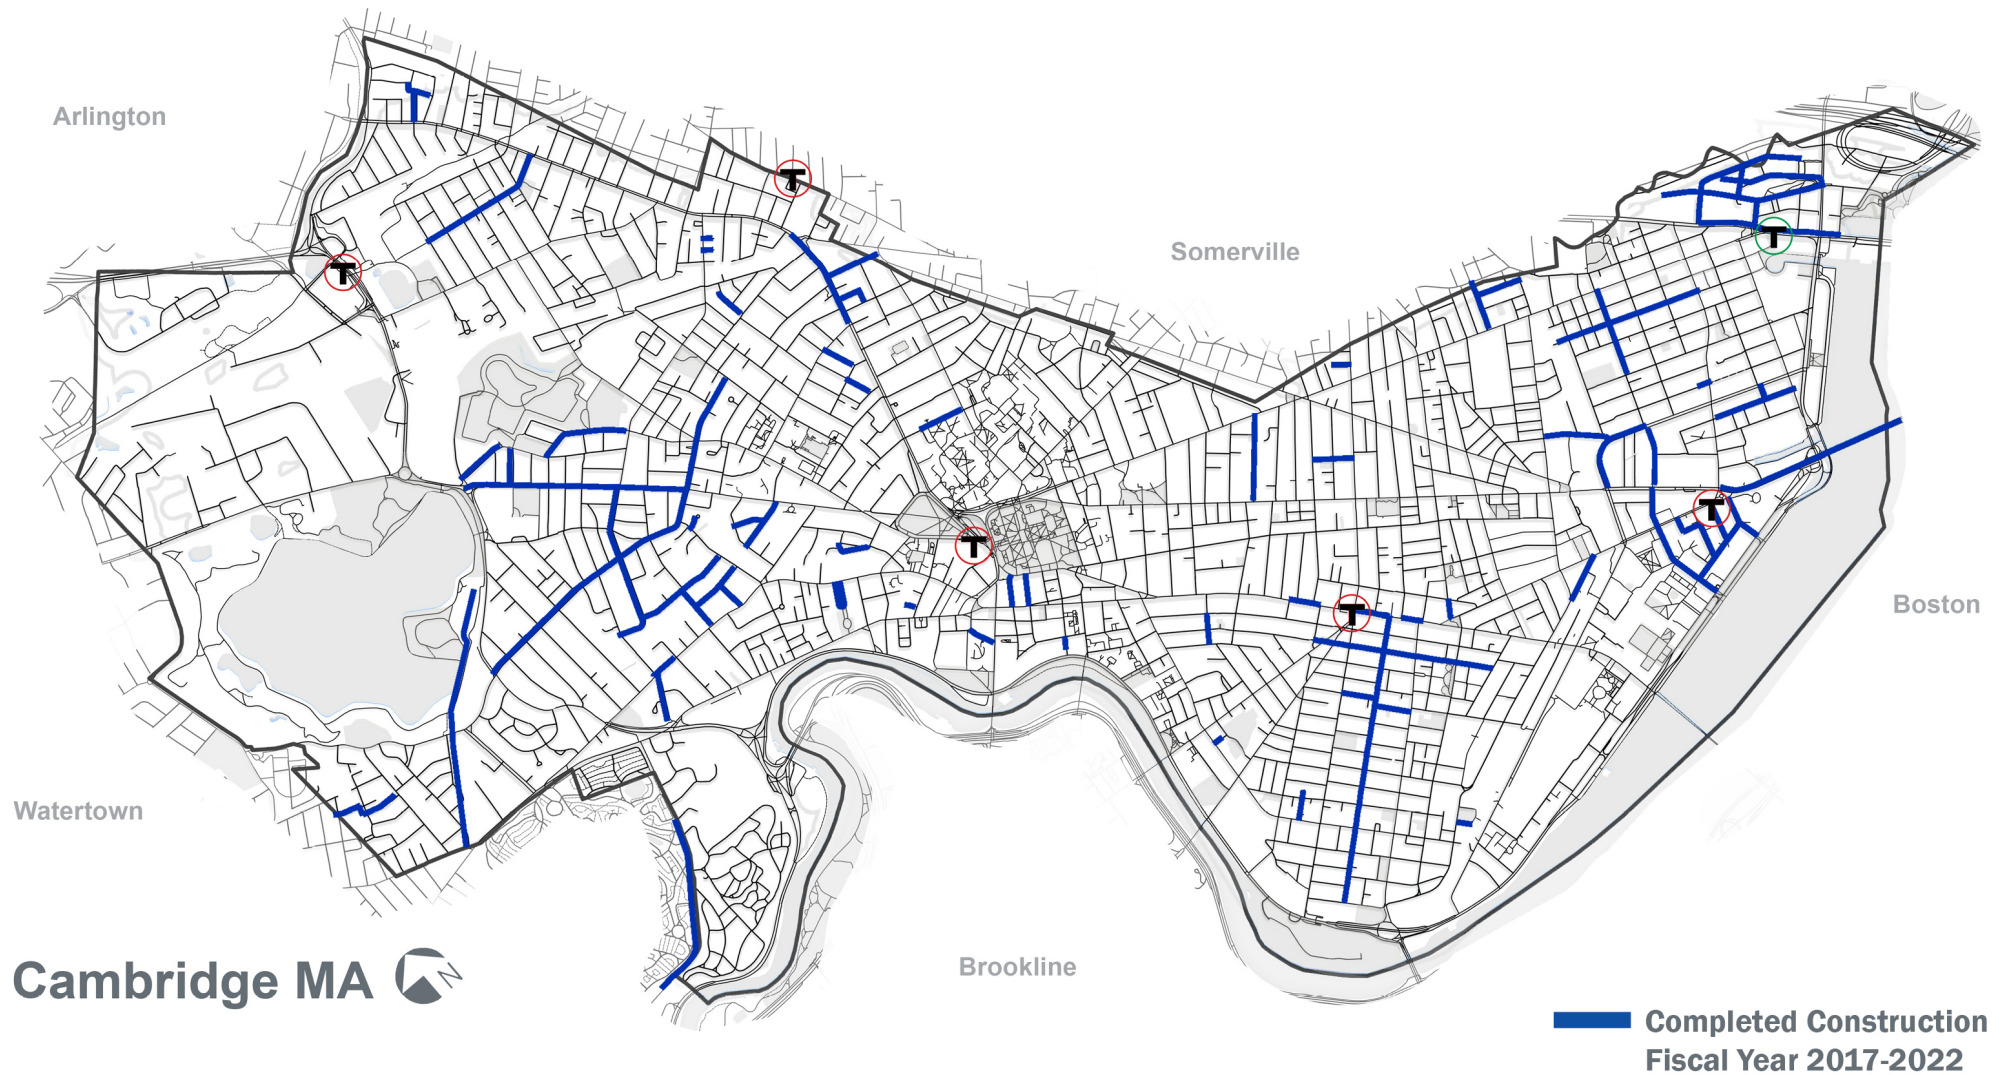 Arlington
T
T
Somerville
T
T
T
T
Boston
Watertown
Cambridge MA
N
Brookline
Completed Construction
Fiscal Year 2017-2022